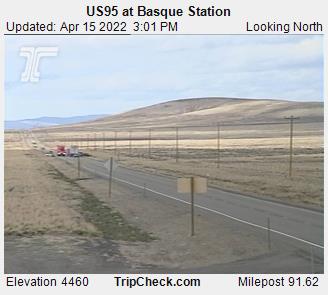 US95 at Basque Station
Updated: Apr 15 2022 3:01 PM Looking North
Elevation 4460 TripCheck.com Milepost 91.62